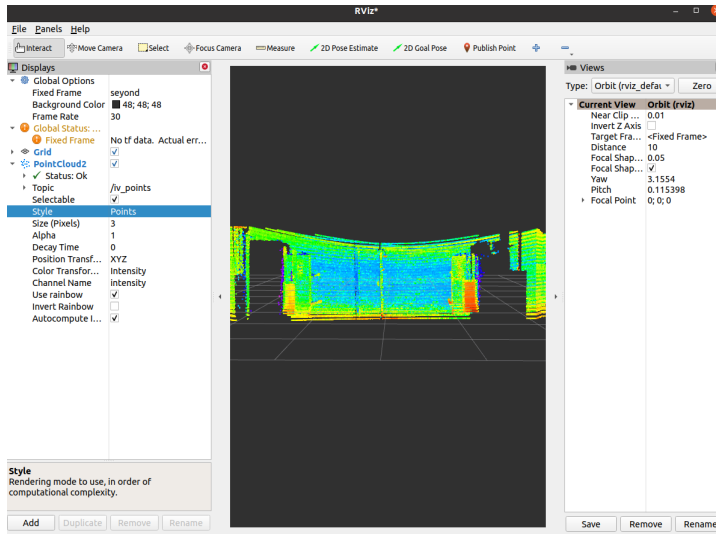 RViz*
File Panels Help
Interact Move Camera Select Focus Camera Measure 2D Pose Estimate 2D Goal Pose Publish Point
Displays
Global Options
Fixed Frame seyond
Background Color 48; 48; 48
Frame Rate 30
Global Status: ...
Fixed Frame No tf data. Actual err...
Grid
PointCloud2
Status: Ok
Topic /iv_points
Selectable
Style Points
Size (Pixels) 3
Alpha 1
Decay Time 0
Position Transf... XYZ
Color Transfor... Intensity
Channel Name intensity
Use rainbow
Invert Rainbow
Autocompute I...
Style
Rendering mode to use, in order of
computational complexity.
Add Duplicate Remove Rename
Views
Type: Orbit (rviz_defau Zero
Current View Orbit (rviz)
Near Clip ... 0.01
Invert Z Axis
Target Fra... <Fixed Frame>
Distance 10
Focal Shap... 0.05
Focal Shap...
Yaw 3.1554
Pitch 0.115398
Focal Point 0; 0; 0
Save Remove Rename